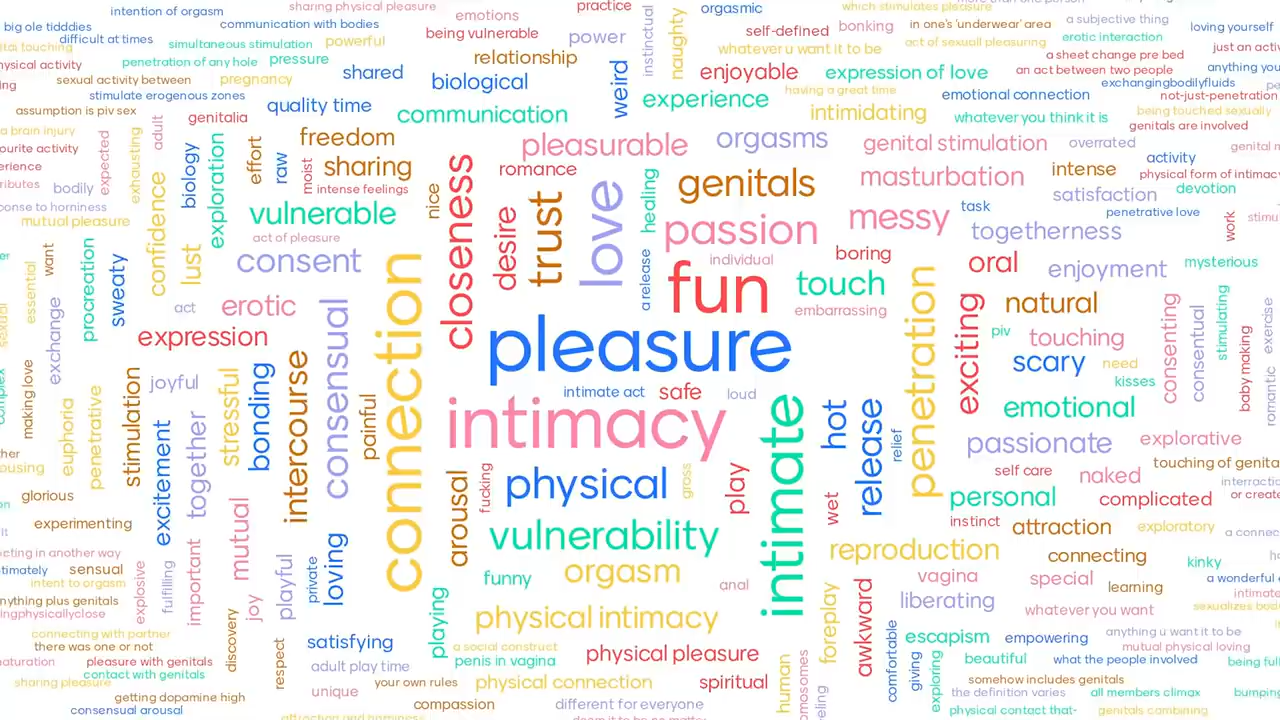 intention of orgasm
sharing physical pleasure
emotions
practice
orgasmic
which stimulates pleasure
big ole tidddies
communication with bodies
being vulnerable
power
instinctual
naughty
self-defined
bonking
in one's 'underwear' area
a subjective thing
loving yourself
difficult at times
simultaneous stimulation
powerful
whatever u want it to be
act of sexuall pleasuring
erotic interaction
penetration of any hole
pressure
relationship
a sheet change pre bed
shared
biological
weird
enjoyable
expression of love
an act between two people
sexual activity between
pregnancy
having a great time
exchangingbodilyfluids
stimulate erogenous zones
quality time
communication
experience
intimidating
emotional connection
not-just-penetration
assumption is piv sex
genitalia
whatever you think it is
being touched sexually
genitals are involved
a brain injury
expected
exhausting
adult
freedom
pleasurable
orgasms
genital stimulation
overrated
biology
exploration
effort
raw
moist
sharing
nice
closeness
romance
genitals
masturbation
intense
activity
physical form of intimacy
bodily
confidence
intense feelings
satisfaction
devotion
mutual pleasure
vulnerable
desire
trust
love
healing
passion
messy
task
penetrative love
work
act of pleasure
togetherness
want
procreation
sweaty
lust
consent
a release
individual
boring
oral
enjoyment
mysterious
essential
exchange
act
erotic
connection
fun
touch
embarrassing
penetration
exciting
natural
consenting
consentual
stimulating
exercise
expression
consensual
pleasure
piv
touching
baby making
making love
euphoria
penetrative
stimulation
joyful
stressful
bonding
intercourse
painful
intimate act
safe
loud
scary
need
kisses
romantic
excitement
together
intimacy
intimate
hot
release
relief
emotional
passionate
explorative
glorious
arousal
fucking
physical
gross
play
wet
self care
naked
touching of genita
experimenting
mutual
personal
complicated
vulnerability
instinct
attraction
exploratory
sensual
intent to orgasm
explosive
fulfilling
important
joy
playful
private
loving
funny
orgasm
anal
reproduction
connecting
kinky
vagina
special
learning
playing
physical intimacy
foreplay
awkward
liberating
whatever you want
connecting with partner
there was one or not
discovery
respect
satisfying
a social construct
comfortable
escapism
empowering
anything u want it to be
mutual physical loving
pleasure with genitals
adult play time
penis in vagina
physical pleasure
giving
exploring
beautiful
what the people involved
contact with genitals
sharing pleasure
unique
your own rules
physical connection
spiritual
human
somehow includes genitals
getting dopamine high
compassion
different for everyone
the definition varies
all members climax
consensual arousal
physical contact that-
genitals combining